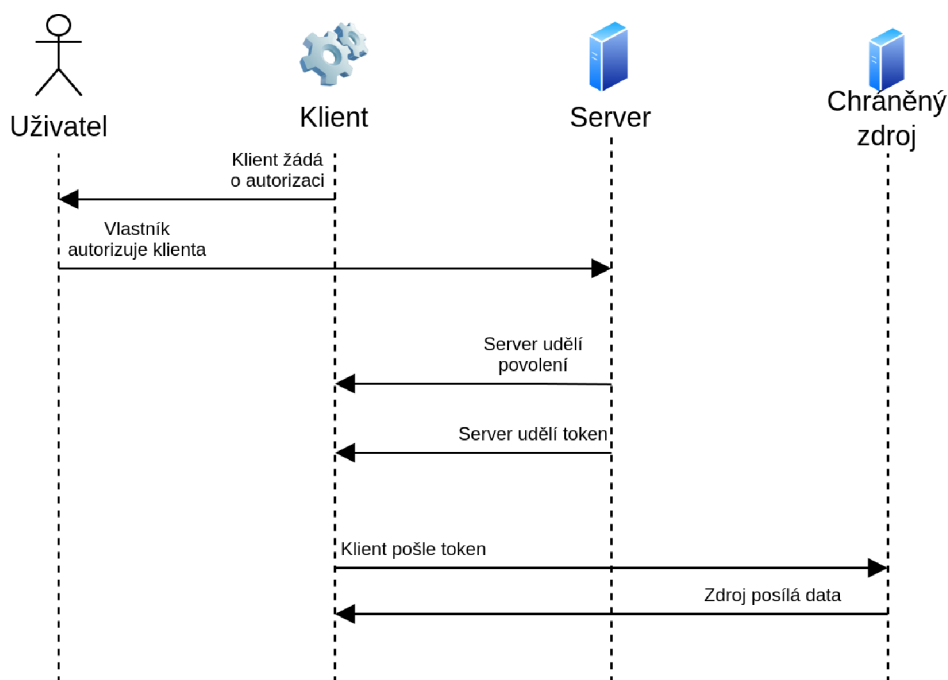 Uživatel
Klient
Server
Chráněný
zdroj
Klient žádá
o autorizaci
Vlastník
autorizuje klienta
Server udělí
povolení
Server udělí token
Klient pošle token
Zdroj posílá data